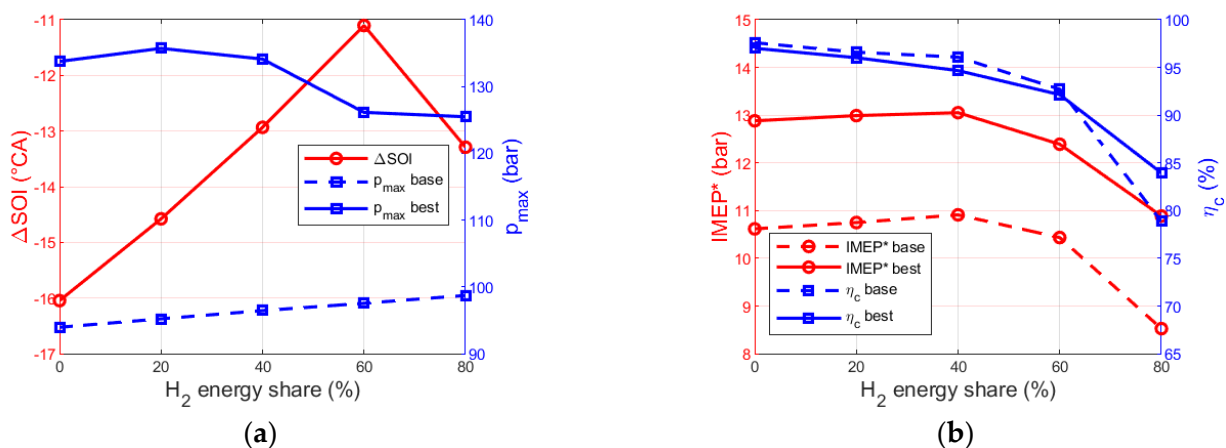 -11
-12
-13
-14
-15
-16
-17
ΔSOI (°CA)
140
130
120
110
100
90
p_max (bar)
ΔSOI
p_max base
p_max best
0 20 40 60 80
H_2 energy share (%)
(a)
15
14
13
12
11
10
9
8
IMEP* (bar)
100
95
90
85
80
75
70
65
η_c (%)
IMEP* base
IMEP* best
η_c base
η_c best
0 20 40 60 80
H_2 energy share (%)
(b)